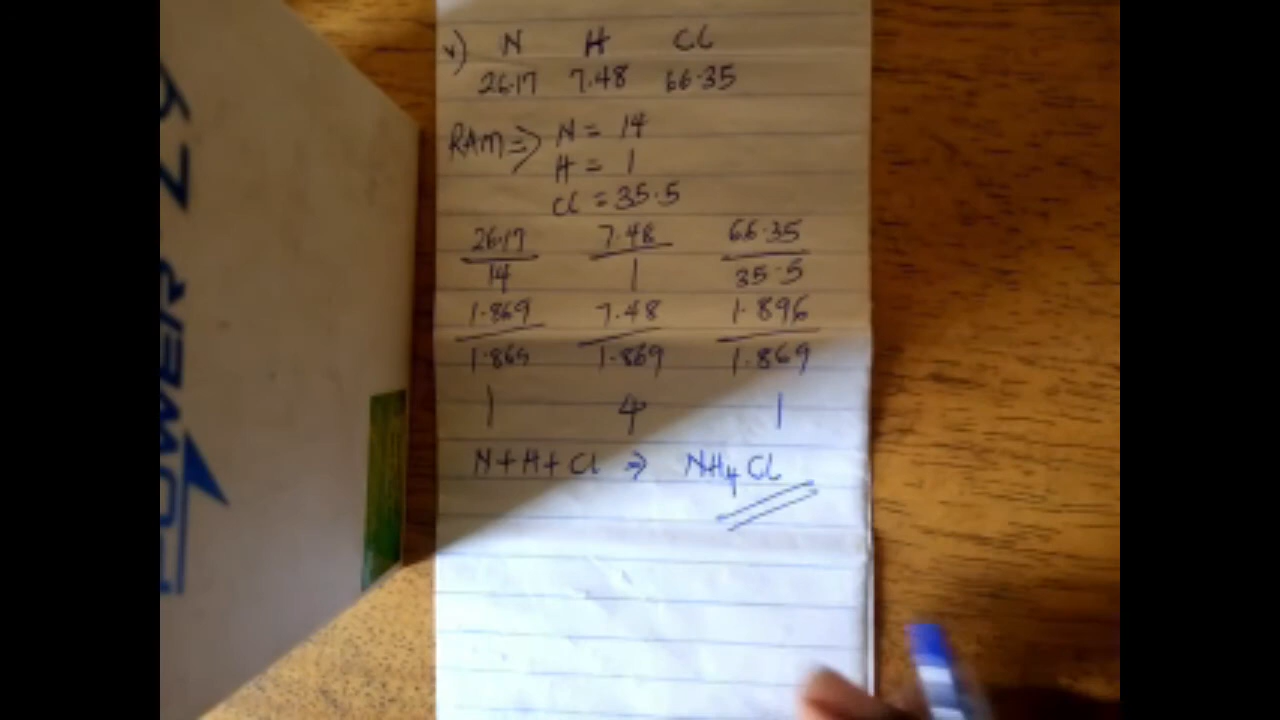 v) N H Cl
26.17 7.48 66.35
RAM => N = 14
H = 1
Cl = 35.5
26.17 7.48 66.35
14 1 35.5
1.869 7.48 1.896
1.869 1.869 1.869
1 4 1
N + H + Cl => NH₄Cl